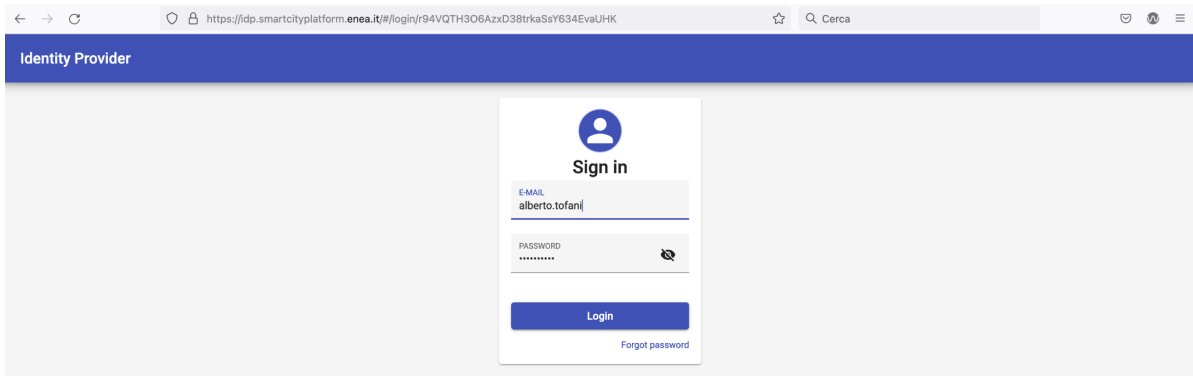 https://idp.smartcityplatform.enea.it/#/login/r94VQTH3O6AzxD38trkaSsY634EvaUHK
Cerca
Identity Provider
Sign in
E-MAIL
alberto.tofani
PASSWORD
••••••••••
Login
Forgot password